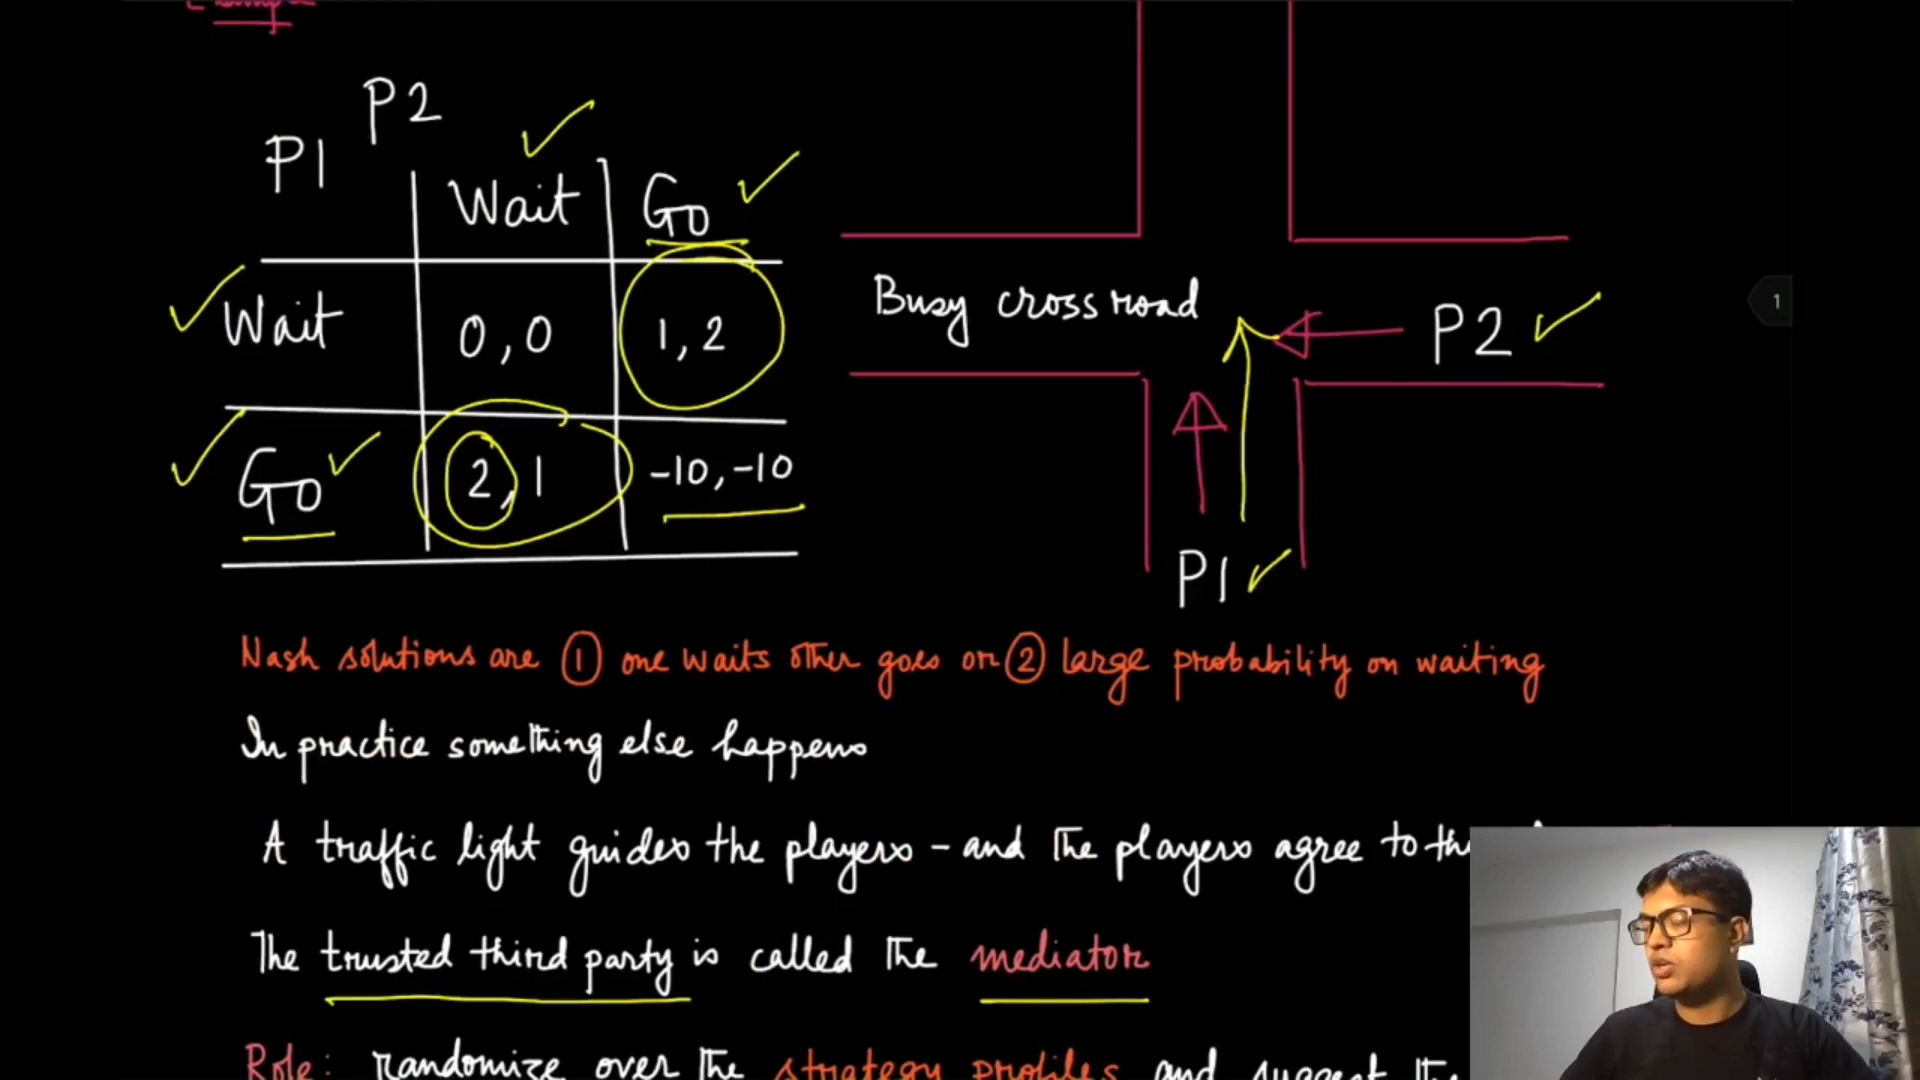 Example
P2
P1
Wait Go
Wait 0,0 1,2
Go 2,1 -10,-10
Busy cross road
P2
P1
1
Nash solutions are ① one waits other goes or ② large probability on waiting
In practice something else happens
A traffic light guides the players - and the players agree to
The trusted third party is called the mediator
Role: randomize over the strategy profiles and suggest the